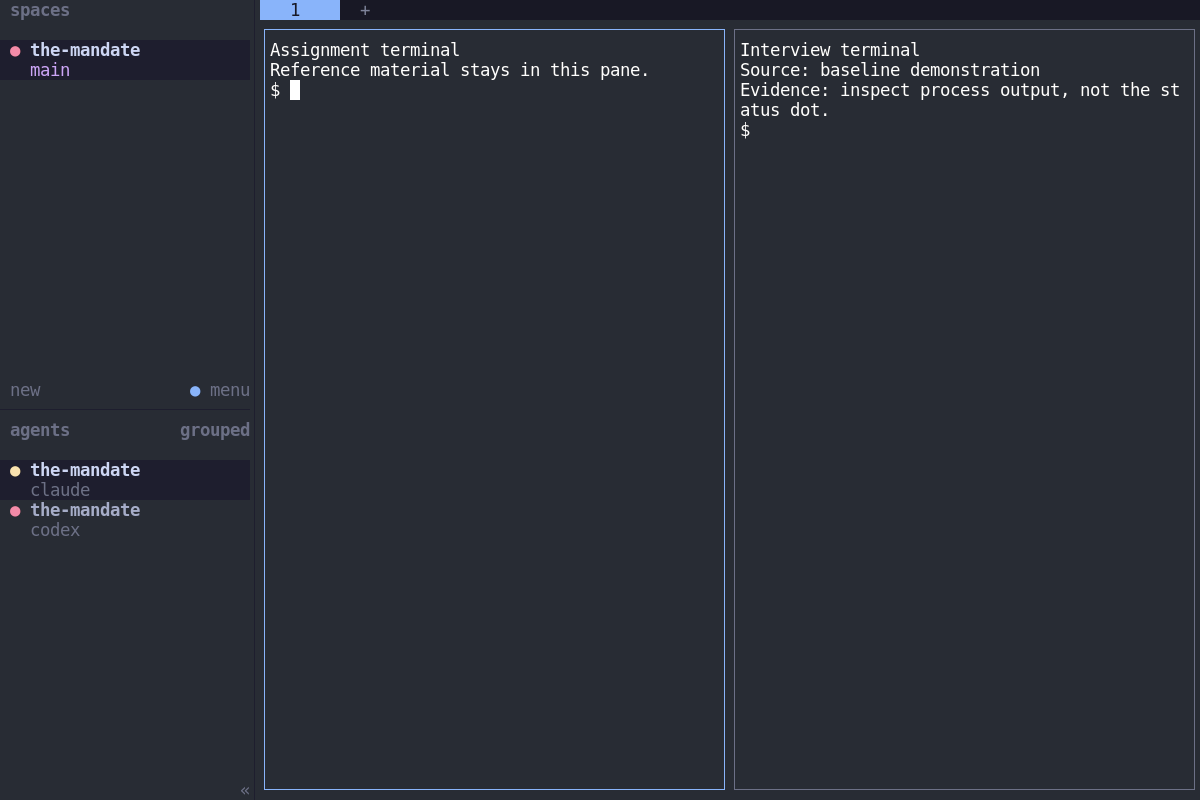 spaces
the-mandate
main
new menu
agents grouped
the-mandate
claude
the-mandate
codex
«
1 +
Assignment terminal
Reference material stays in this pane.
$
Interview terminal
Source: baseline demonstration
Evidence: inspect process output, not the st
atus dot.
$